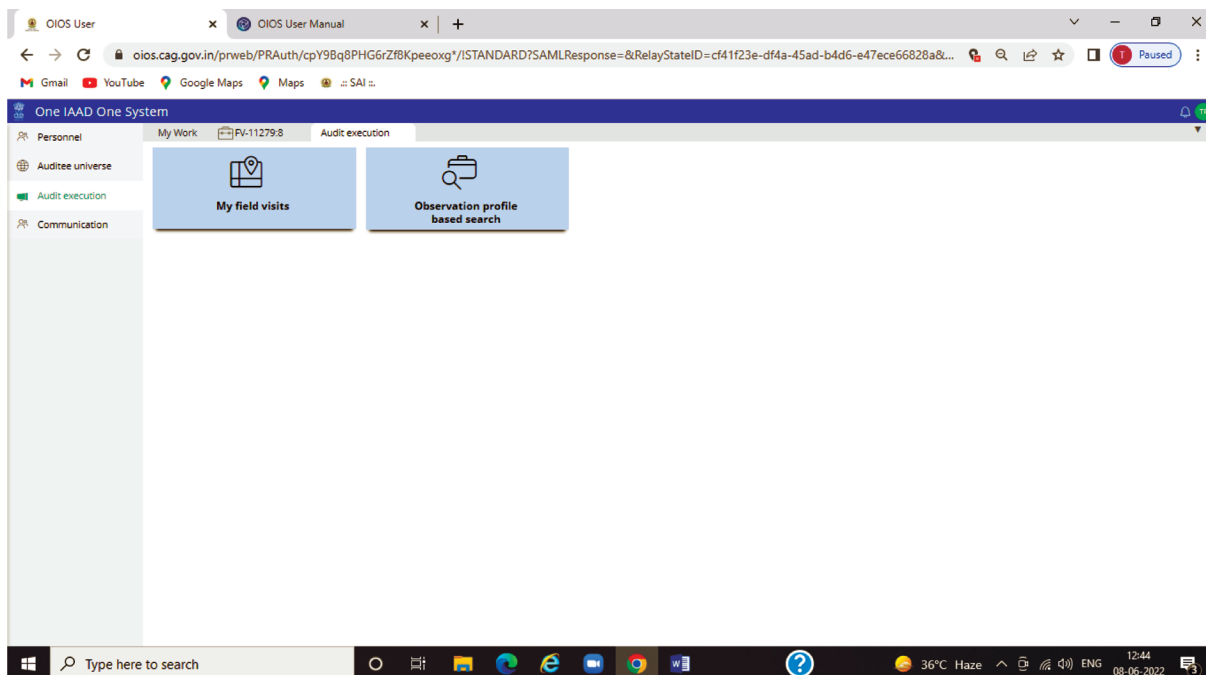 OIOS User
OIOS User Manual
oios.cag.gov.in/prweb/PRAuth/cpY9Bq8PHG6rZf8Kpeeoxg*/ISTANDARD?SAMLResponse=&RelayStateID=cf41f23e-df4a-45ad-b4d6-e47ece66828a&...
T Paused
Gmail YouTube Google Maps Maps .:: SAI ::.
One IAAD One System
Personnel
Auditee universe
Audit execution
Communication
My Work FV-11279:8 Audit execution
My field visits
Observation profile
based search
Type here to search
36°C Haze ENG
12:44
08-06-2022
3